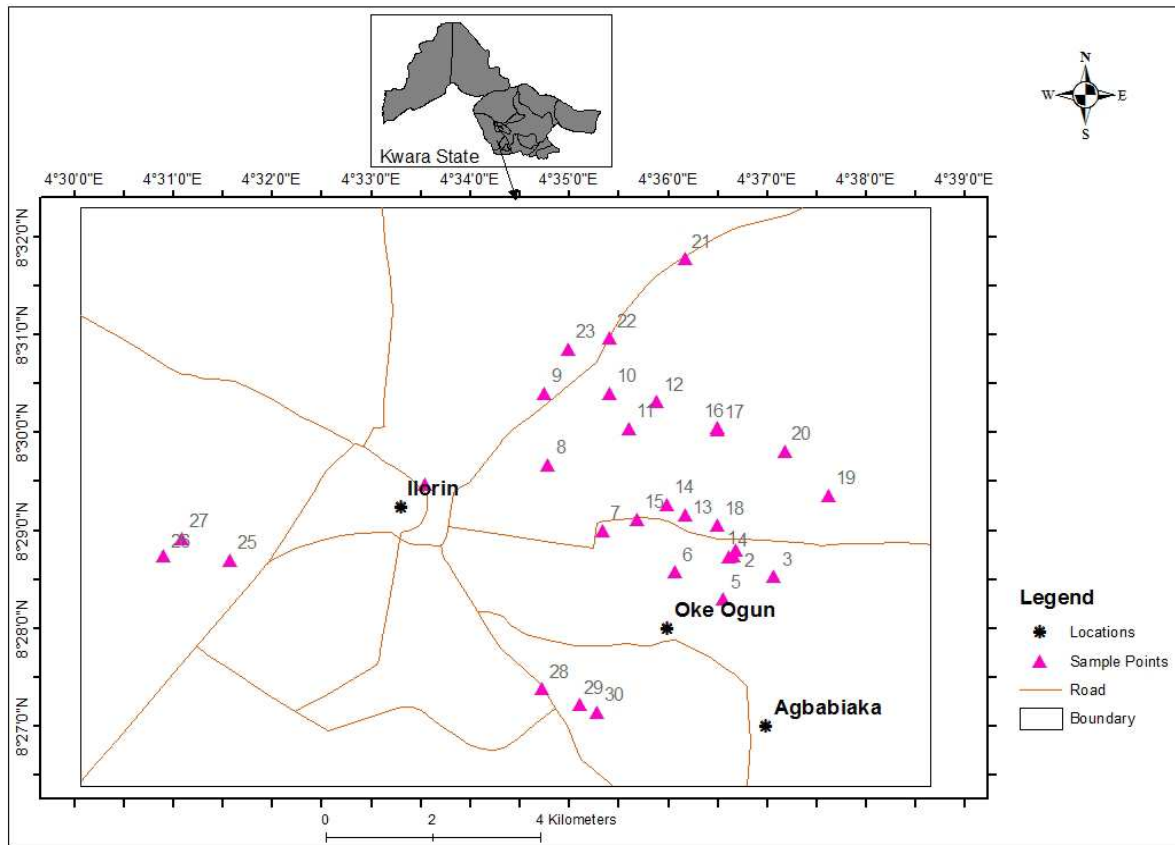 N
W E
S
Kwara State
4°30'0"E 4°31'0"E 4°32'0"E 4°33'0"E 4°34'0"E 4°35'0"E 4°36'0"E 4°37'0"E 4°38'0"E 4°39'0"E
8°32'0"N
8°31'0"N
8°30'0"N
8°29'0"N
8°28'0"N
8°27'0"N
21
22
23
9
10
12
11
16 17
8
20
19
Ilorin
14
7
15
13
18
27
26
25
14
2
6
3
5
Oke Ogun
28
29
30
Agbabiaka
Legend
Locations
Sample Points
Road
Boundary
0 2 4 Kilometers